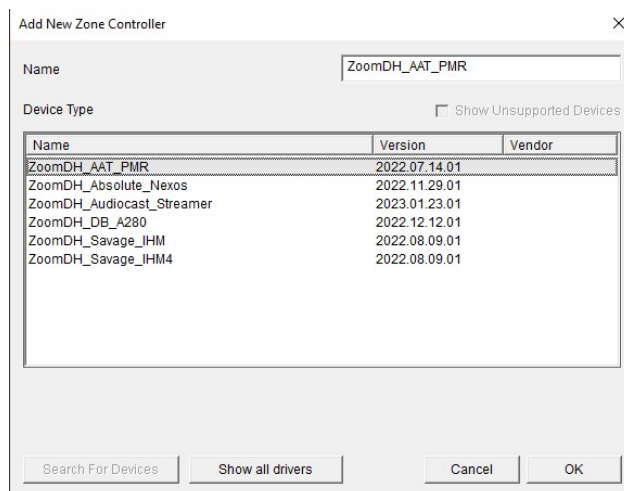 Add New Zone Controller
Name ZoomDH_AAT_PMR
Device Type Show Unsupported Devices
Name Version Vendor
ZoomDH_AAT_PMR 2022.07.14.01
ZoomDH_Absolute_Nexos 2022.11.29.01
ZoomDH_Audiocast_Streamer 2023.01.23.01
ZoomDH_DB_A280 2022.12.12.01
ZoomDH_Savage_IHM 2022.08.09.01
ZoomDH_Savage_IHM4 2022.08.09.01
Search For Devices Show all drivers Cancel OK